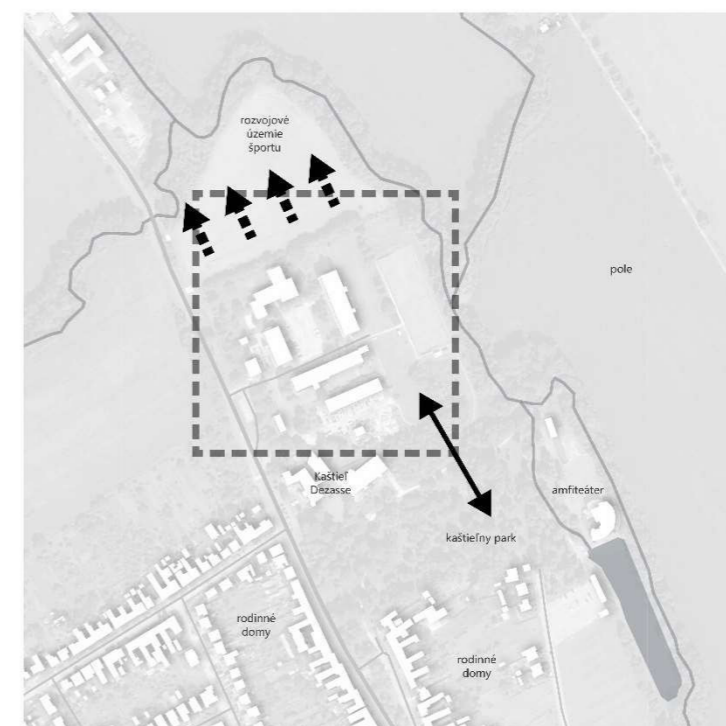 rozvojové
územie
športu
pole
Kaštieľ
Dezasse
amfiteáter
kaštieľny park
rodinné
domy
rodinné
domy